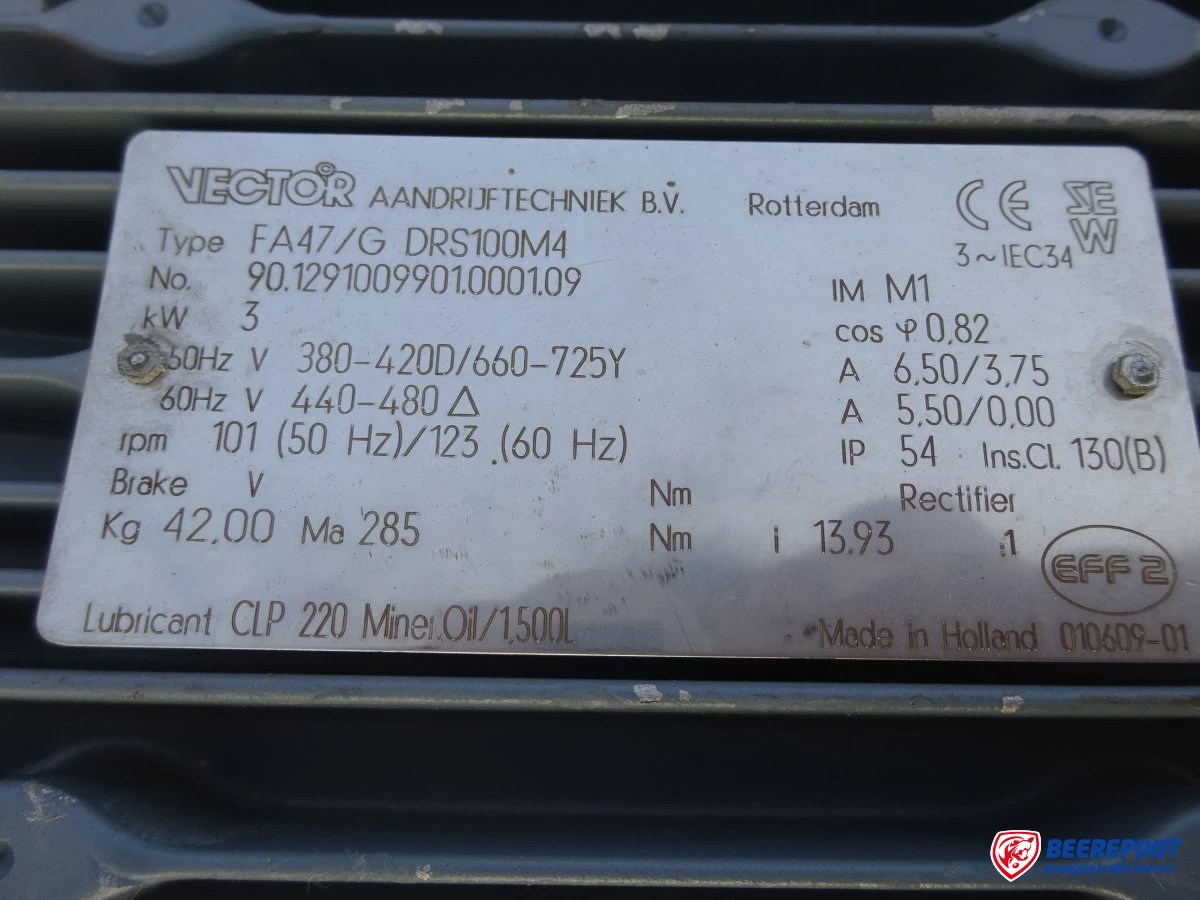 VECTOR AANDRIJFTECHNIEK B.V. Rotterdam CE SEW
Type FA47/G DRS100M4 3~IEC34
No. 90.1291009901.0001.09 IM M1
kW 3 cos φ 0,82
50Hz V 380-420D/660-725Y A 6,50/3,75
60Hz V 440-480 Δ A 5,50/0,00
rpm 101 (50 Hz)/123 (60 Hz) IP 54 Ins.Cl. 130(B)
Brake V Nm Rectifier
Kg 42,00 Ma 285 Nm i 13,93 :1
EFF 2
Lubricant CLP 220 Miner.Oil/1,500L Made in Holland 010609-01
BEEREPOOT